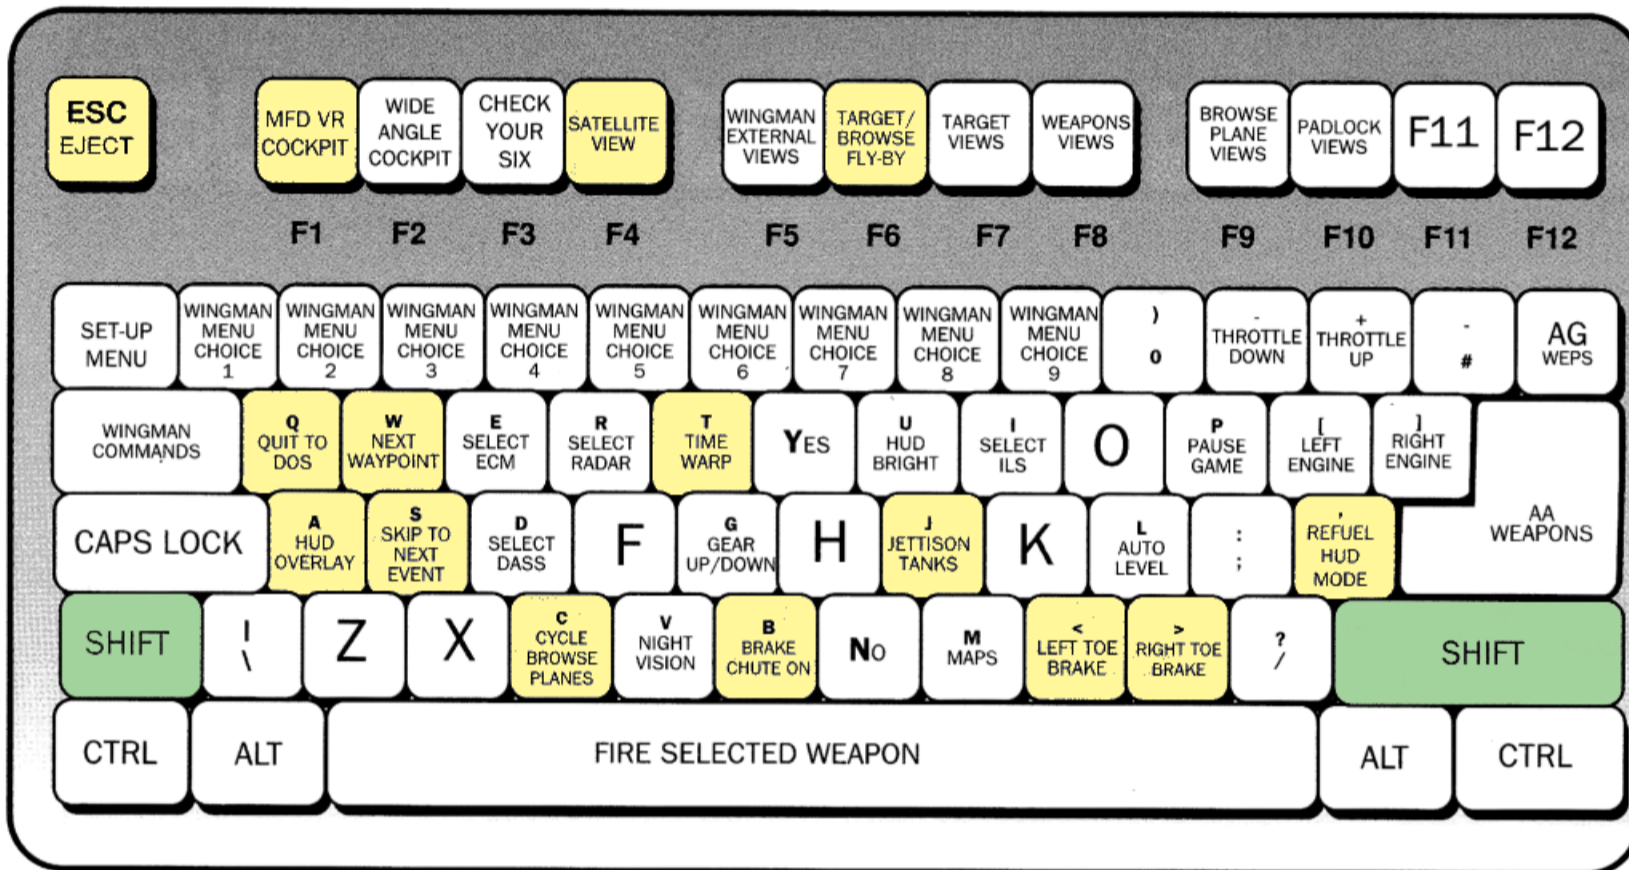 ESC
EJECT
MFD VR
COCKPIT
WIDE
ANGLE
COCKPIT
CHECK
YOUR
SIX
SATELLITE
VIEW
WINGMAN
EXTERNAL
VIEWS
TARGET/
BROWSE
FLY-BY
TARGET
VIEWS
WEAPONS
VIEWS
BROWSE
PLANE
VIEWS
PADLOCK
VIEWS
F11
F12
F1 F2 F3 F4 F5 F6 F7 F8 F9 F10 F11 F12
SET-UP
MENU
WINGMAN
MENU
CHOICE
1
WINGMAN
MENU
CHOICE
2
WINGMAN
MENU
CHOICE
3
WINGMAN
MENU
CHOICE
4
WINGMAN
MENU
CHOICE
5
WINGMAN
MENU
CHOICE
6
WINGMAN
MENU
CHOICE
7
WINGMAN
MENU
CHOICE
8
WINGMAN
MENU
CHOICE
9
)
0
-
THROTTLE
DOWN
+
THROTTLE
UP
-
#
AG
WEPS
WINGMAN
COMMANDS
Q
QUIT TO
DOS
W
NEXT
WAYPOINT
E
SELECT
ECM
R
SELECT
RADAR
T
TIME
WARP
YES
U
HUD
BRIGHT
I
SELECT
ILS
O
P
PAUSE
GAME
[
LEFT
ENGINE
]
RIGHT
ENGINE
AA
WEAPONS
CAPS LOCK
A
HUD
OVERLAY
S
SKIP TO
NEXT
EVENT
D
SELECT
DASS
F
G
GEAR
UP/DOWN
H
J
JETTISON
TANKS
K
L
AUTO
LEVEL
:
;
,
REFUEL
HUD
MODE
SHIFT
|
\
Z
X
C
CYCLE
BROWSE
PLANES
V
NIGHT
VISION
B
BRAKE
CHUTE ON
NO
M
MAPS
<
LEFT TOE
BRAKE
>
RIGHT TOE
BRAKE
?
/
SHIFT
CTRL
ALT
FIRE SELECTED WEAPON
ALT
CTRL